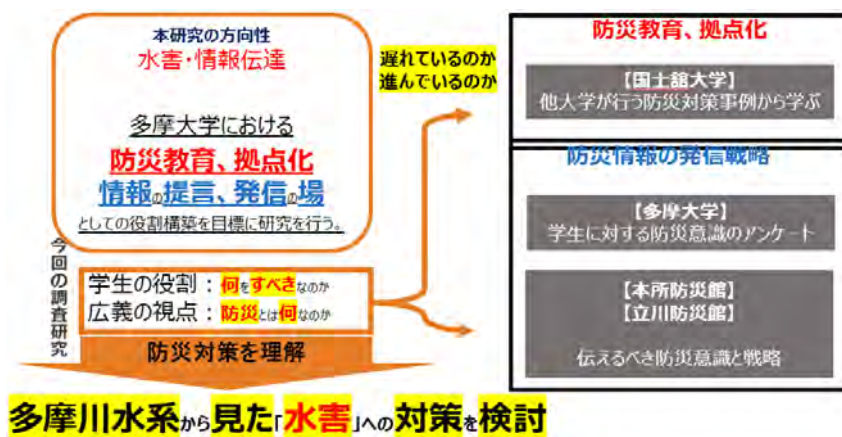 本研究の方向性
水害・情報伝達
多摩大学における
防災教育、拠点化
情報の提言、発信の場
としての役割構築を目標に研究を行う。
今回の調査研究
学生の役割：何をすべきなのか
広義の視点：防災とは何なのか
防災対策を理解
遅れているのか
進んでいるのか
防災教育、拠点化
【国士舘大学】
他大学が行う防災対策事例から学ぶ
防災情報の発信戦略
【多摩大学】
学生に対する防災意識のアンケート
【本所防災館】
【立川防災館】
伝えるべき防災意識と戦略
多摩川水系から見た「水害」への対策を検討